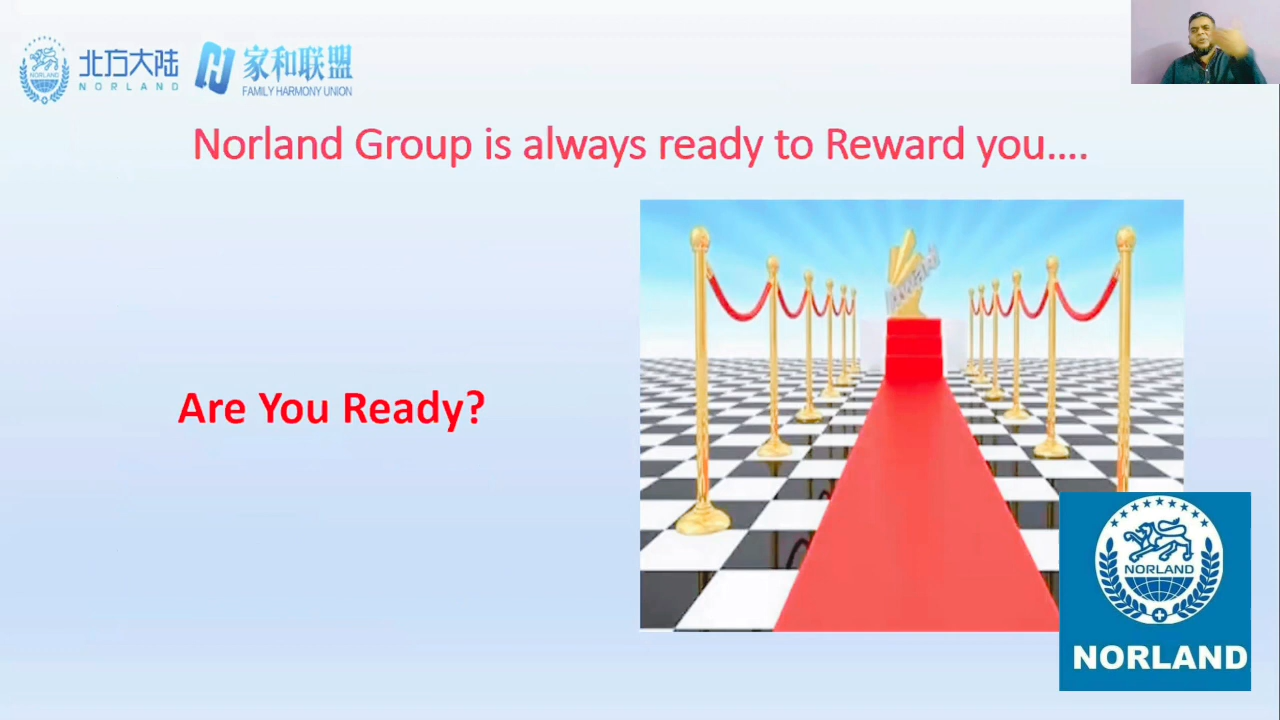 北方大陆
NORLAND
家和联盟
FAMILY HARMONY UNION
NORLAND
Norland Group is always ready to Reward you....
Are You Ready?
NORLAND
NORLAND